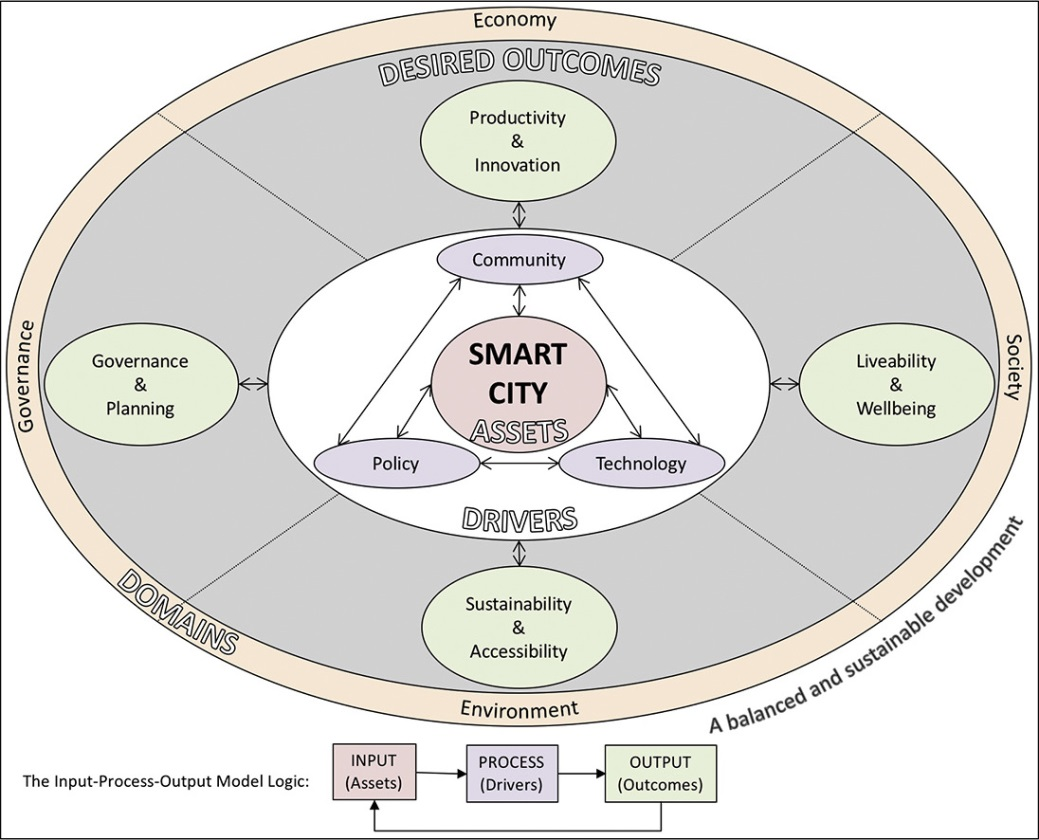 Economy
DESIRED OUTCOMES
Productivity
&
Innovation
Community
SMART
CITY
ASSETS
Policy
Technology
DRIVERS
Governance
Governance
&
Planning
Liveability
&
Wellbeing
Society
Sustainability
&
Accessibility
DOMAINS
Environment
A balanced and sustainable development
The Input-Process-Output Model Logic:
INPUT
(Assets)
PROCESS
(Drivers)
OUTPUT
(Outcomes)